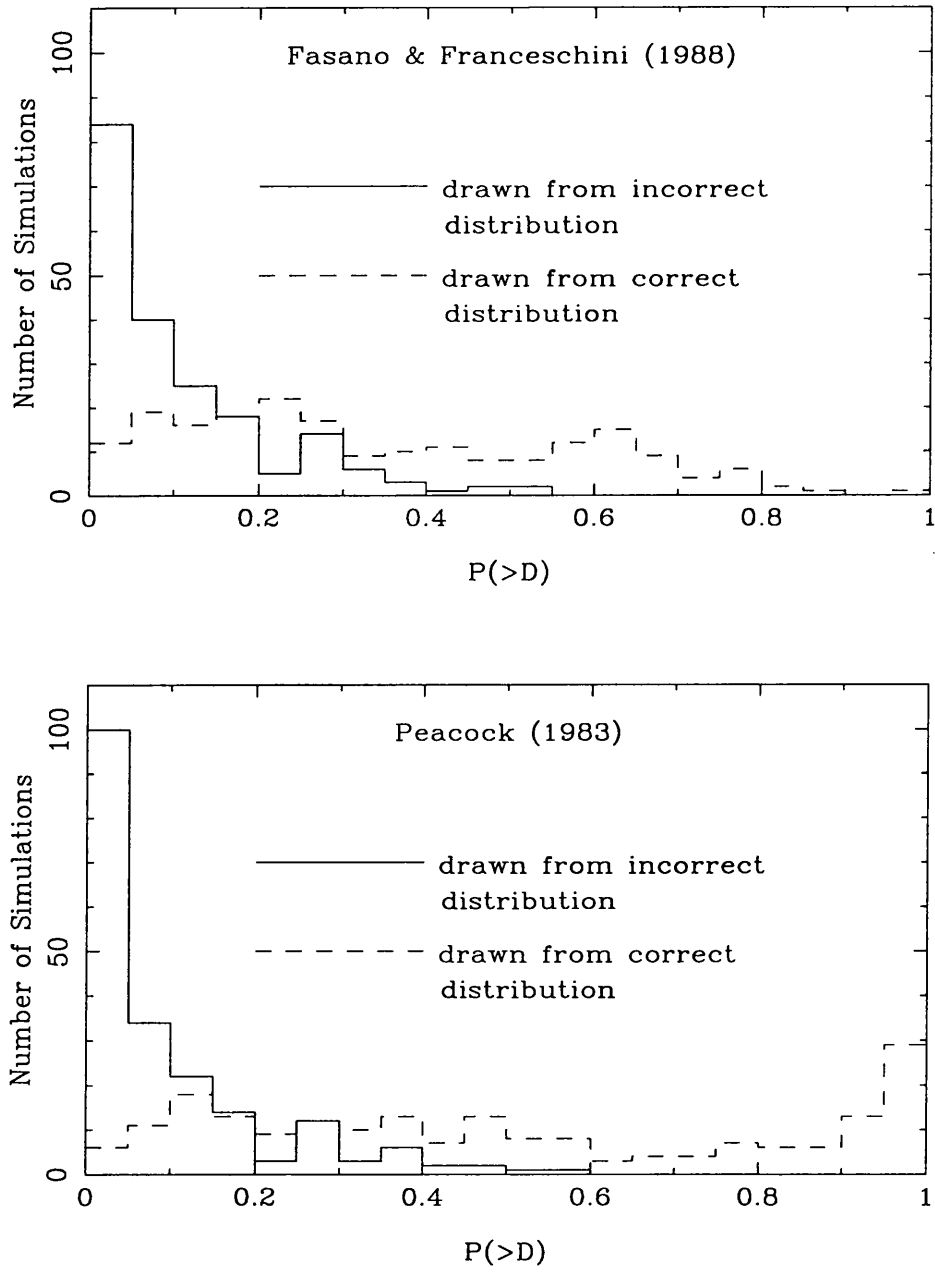 Fasano & Franceschini (1988)
drawn from incorrect
distribution
drawn from correct
distribution
Number of Simulations
100
50
0
0 0.2 0.4 0.6 0.8 1
P(>D)
Peacock (1983)
drawn from incorrect
distribution
drawn from correct
distribution
Number of Simulations
100
50
0
0 0.2 0.4 0.6 0.8 1
P(>D)